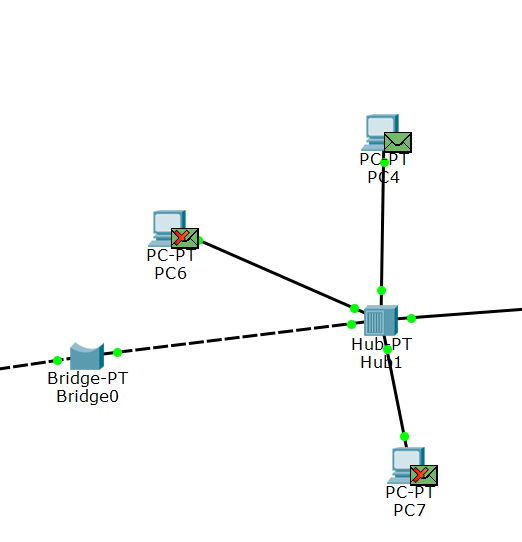 PC-PT
PC4
PC-PT
PC6
Hub-PT
Hub1
Bridge-PT
Bridge0
PC-PT
PC7